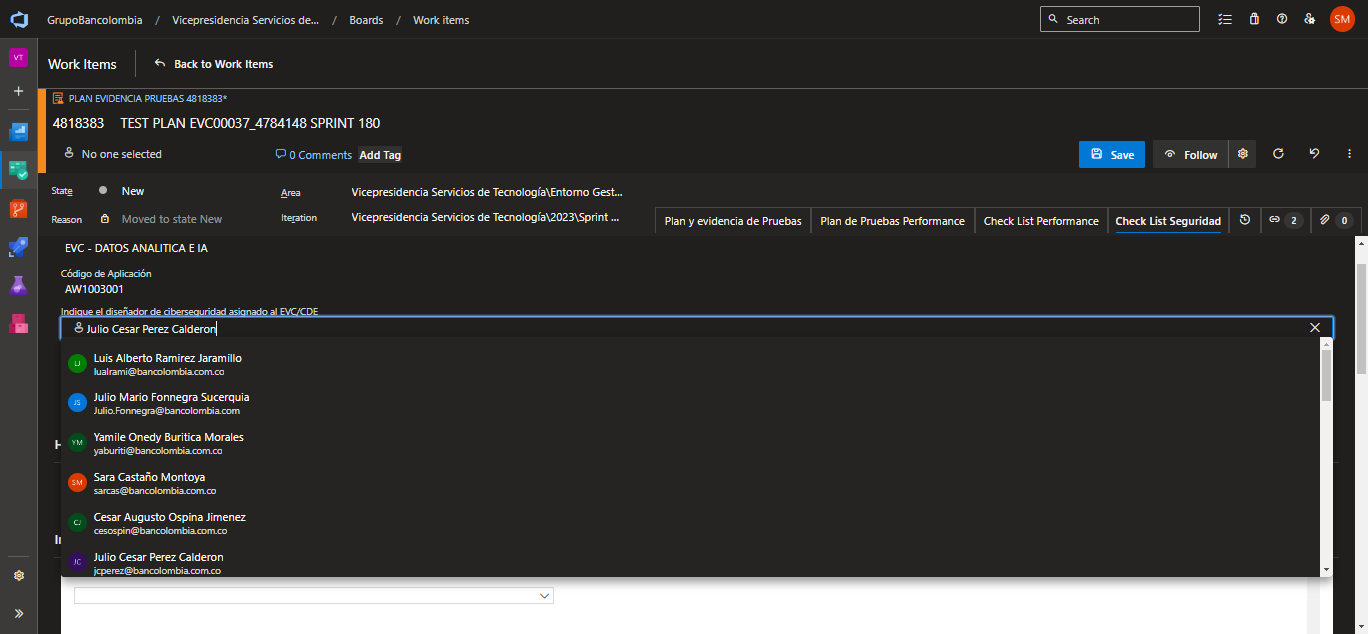 GrupoBancolombia / Vicepresidencia Servicios de... / Boards / Work items
Search
SM
VT
Work Items
Back to Work Items
PLAN EVIDENCIA PRUEBAS 4818383*
4818383 TEST PLAN EVC00037_4784148 SPRINT 180
No one selected
0 Comments
Add Tag
Save
Follow
State
New
Area
Vicepresidencia Servicios de Tecnología\Entorno Gest...
Reason
Moved to state New
Iteration
Vicepresidencia Servicios de Tecnología\2023\Sprint ...
Plan y evidencia de Pruebas
Plan de Pruebas Performance
Check List Performance
Check List Seguridad
2
0
EVC - DATOS ANALITICA E IA
Código de Aplicación
AW1003001
Indique el diseñador de ciberseguridad asignado al EVC/CDE
Julio Cesar Perez Calderon
LJ
Luis Alberto Ramirez Jaramillo
lualrami@bancolombia.com.co
JS
Julio Mario Fonnegra Sucerquia
Julio.Fonnegra@bancolombia.com
YM
Yamile Onedy Buritica Morales
yaburiti@bancolombia.com.co
SM
Sara Castaño Montoya
sarcas@bancolombia.com.co
CJ
Cesar Augusto Ospina Jimenez
cesospin@bancolombia.com.co
JC
Julio Cesar Perez Calderon
jcperez@bancolombia.com.co